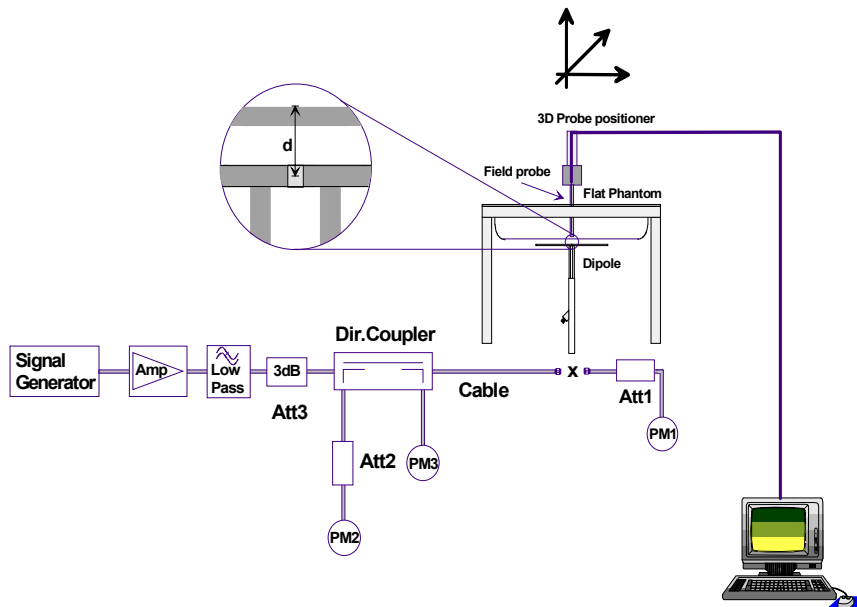 3D Probe positioner
d
Field probe
Flat Phantom
Dipole
Dir.Coupler
Signal
Generator
Amp
Low
Pass
3dB
Att3
Cable
x
Att1
PM1
Att2
PM3
PM2